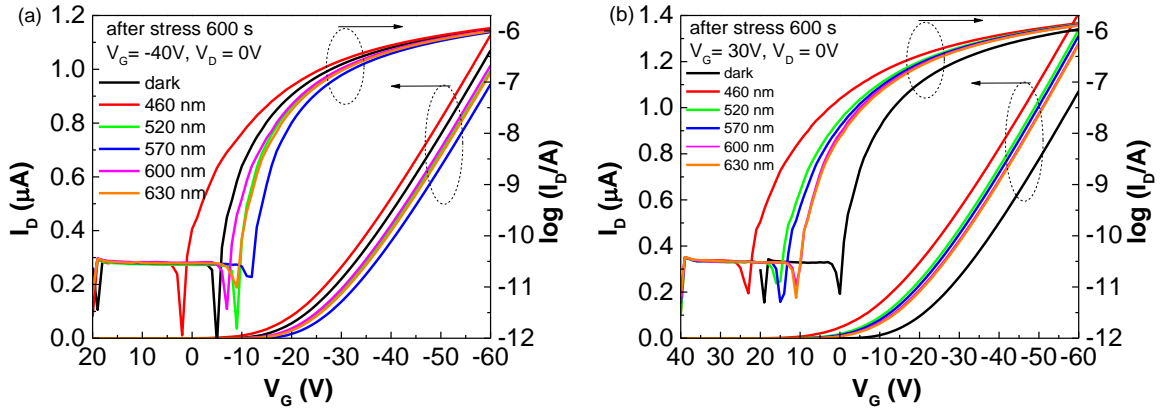 (a)
after stress 600 s
V_G= -40V, V_D = 0V
dark
460 nm
520 nm
570 nm
600 nm
630 nm
I_D (μA)
1.2
1.0
0.8
0.6
0.4
0.2
0.0
20 10 0 -10 -20 -30 -40 -50 -60
V_G (V)
-6
-7
-8
-9
-10
-11
-12
log (I_D/A)
(b)
after stress 600 s
V_G= 30V, V_D = 0V
dark
460 nm
520 nm
570 nm
600 nm
630 nm
I_D (μA)
1.4
1.2
1.0
0.8
0.6
0.4
0.2
0.0
40 30 20 10 0 -10 -20 -30 -40 -50 -60
V_G (V)
-6
-7
-8
-9
-10
-11
-12
log (I_D/A)